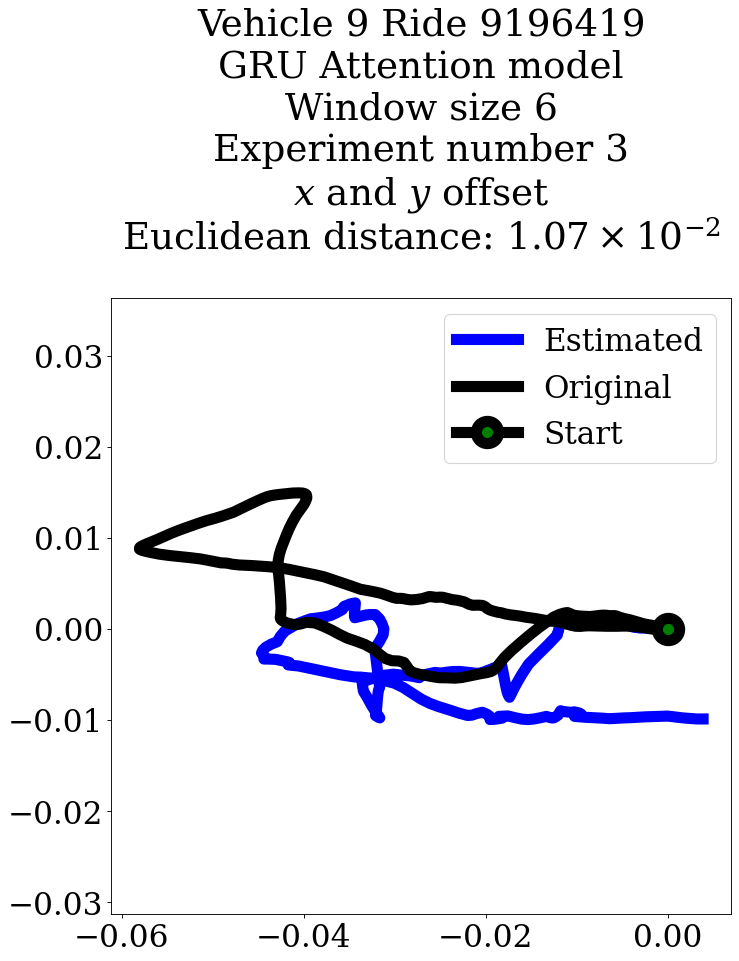 Vehicle 9 Ride 9196419
GRU Attention model
Window size 6
Experiment number 3
x and y offset
Euclidean distance: 1.07 × 10⁻²
Estimated
Original
Start
0.03
0.02
0.01
0.00
−0.01
−0.02
−0.03
−0.06 −0.04 −0.02 0.00